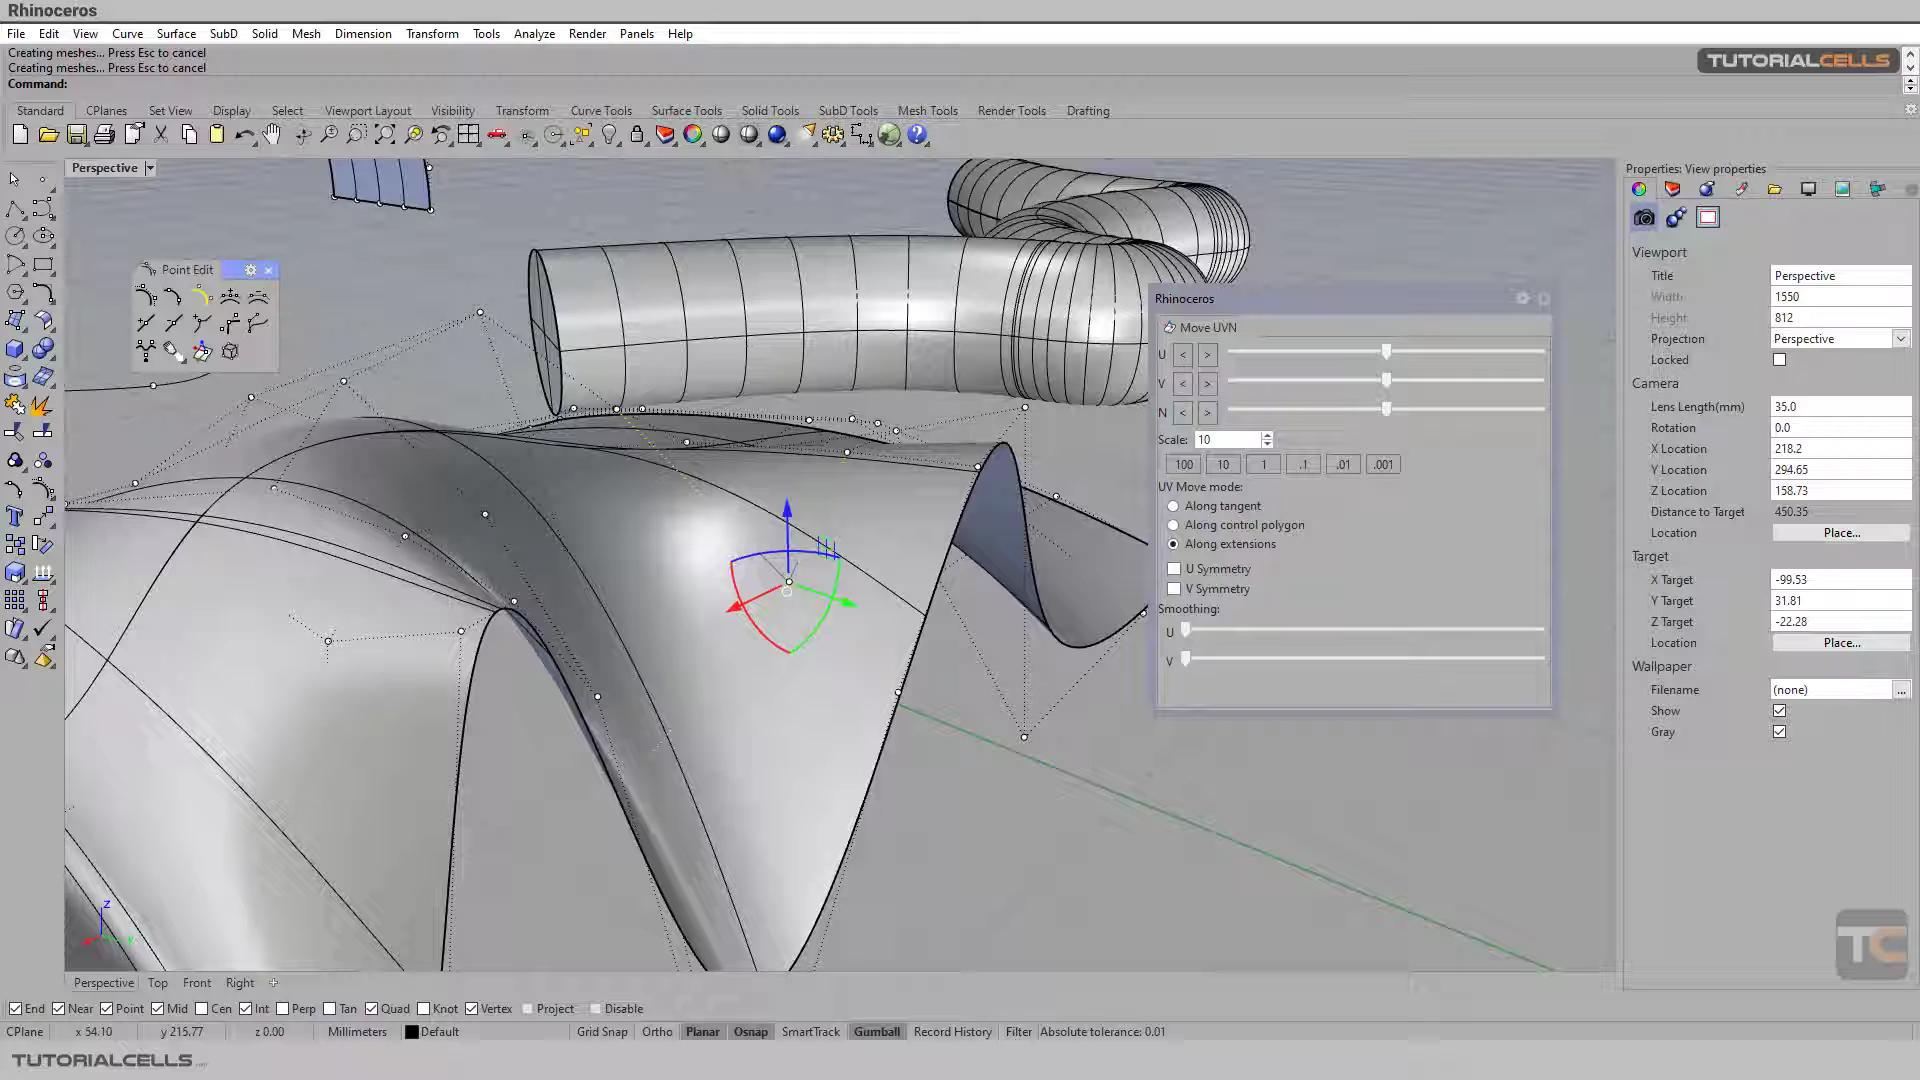 Rhinoceros
File Edit View Curve Surface SubD Solid Mesh Dimension Transform Tools Analyze Render Panels Help
Creating meshes... Press Esc to cancel
Creating meshes... Press Esc to cancel
Command:
TUTORIALCELLS
Standard CPlanes Set View Display Select Viewport Layout Visibility Transform Curve Tools Surface Tools Solid Tools SubD Tools Mesh Tools Render Tools Drafting
Perspective
Point Edit
Rhinoceros
Move UVN
U < >
V < >
N < >
Scale: 10
100 10 1 .1 .01 .001
UV Move mode:
Along tangent
Along control polygon
Along extensions
U Symmetry
V Symmetry
Smoothing:
U
V
Properties: View properties
Viewport
Title Perspective
Width 1550
Height 812
Projection Perspective
Locked
Camera
Lens Length(mm) 35.0
Rotation 0.0
X Location 218.2
Y Location 294.65
Z Location 158.73
Distance to Target 450.35
Location Place...
Target
X Target -99.53
Y Target 31.81
Z Target -22.28
Location Place...
Wallpaper
Filename (none) ...
Show
Gray
TC
z
y
Perspective Top Front Right
End Near Point Mid Cen Int Perp Tan Quad Knot Vertex Project Disable
CPlane x 54.10 y 215.77 z 0.00 Millimeters Default Grid Snap Ortho Planar Osnap SmartTrack Gumball Record History Filter Absolute tolerance: 0.01
TUTORIALCELLS